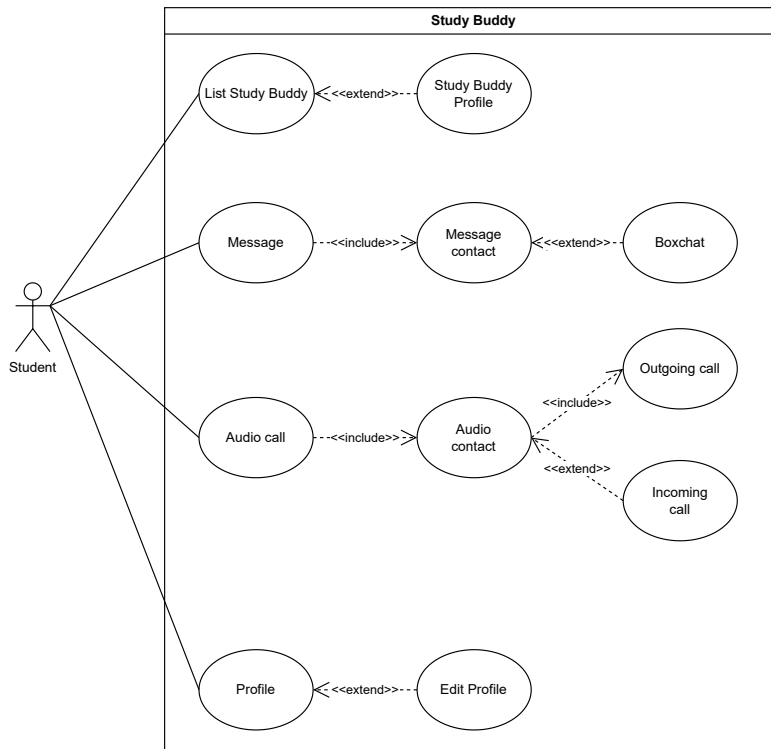 Study Buddy
List Study Buddy
<<extend>>
Study Buddy
Profile
Message
<<include>>
Message
contact
<<extend>>
Boxchat
Student
Outgoing call
<<include>>
Audio call
<<include>>
Audio
contact
<<extend>>
Incoming
call
Profile
<<extend>>
Edit Profile